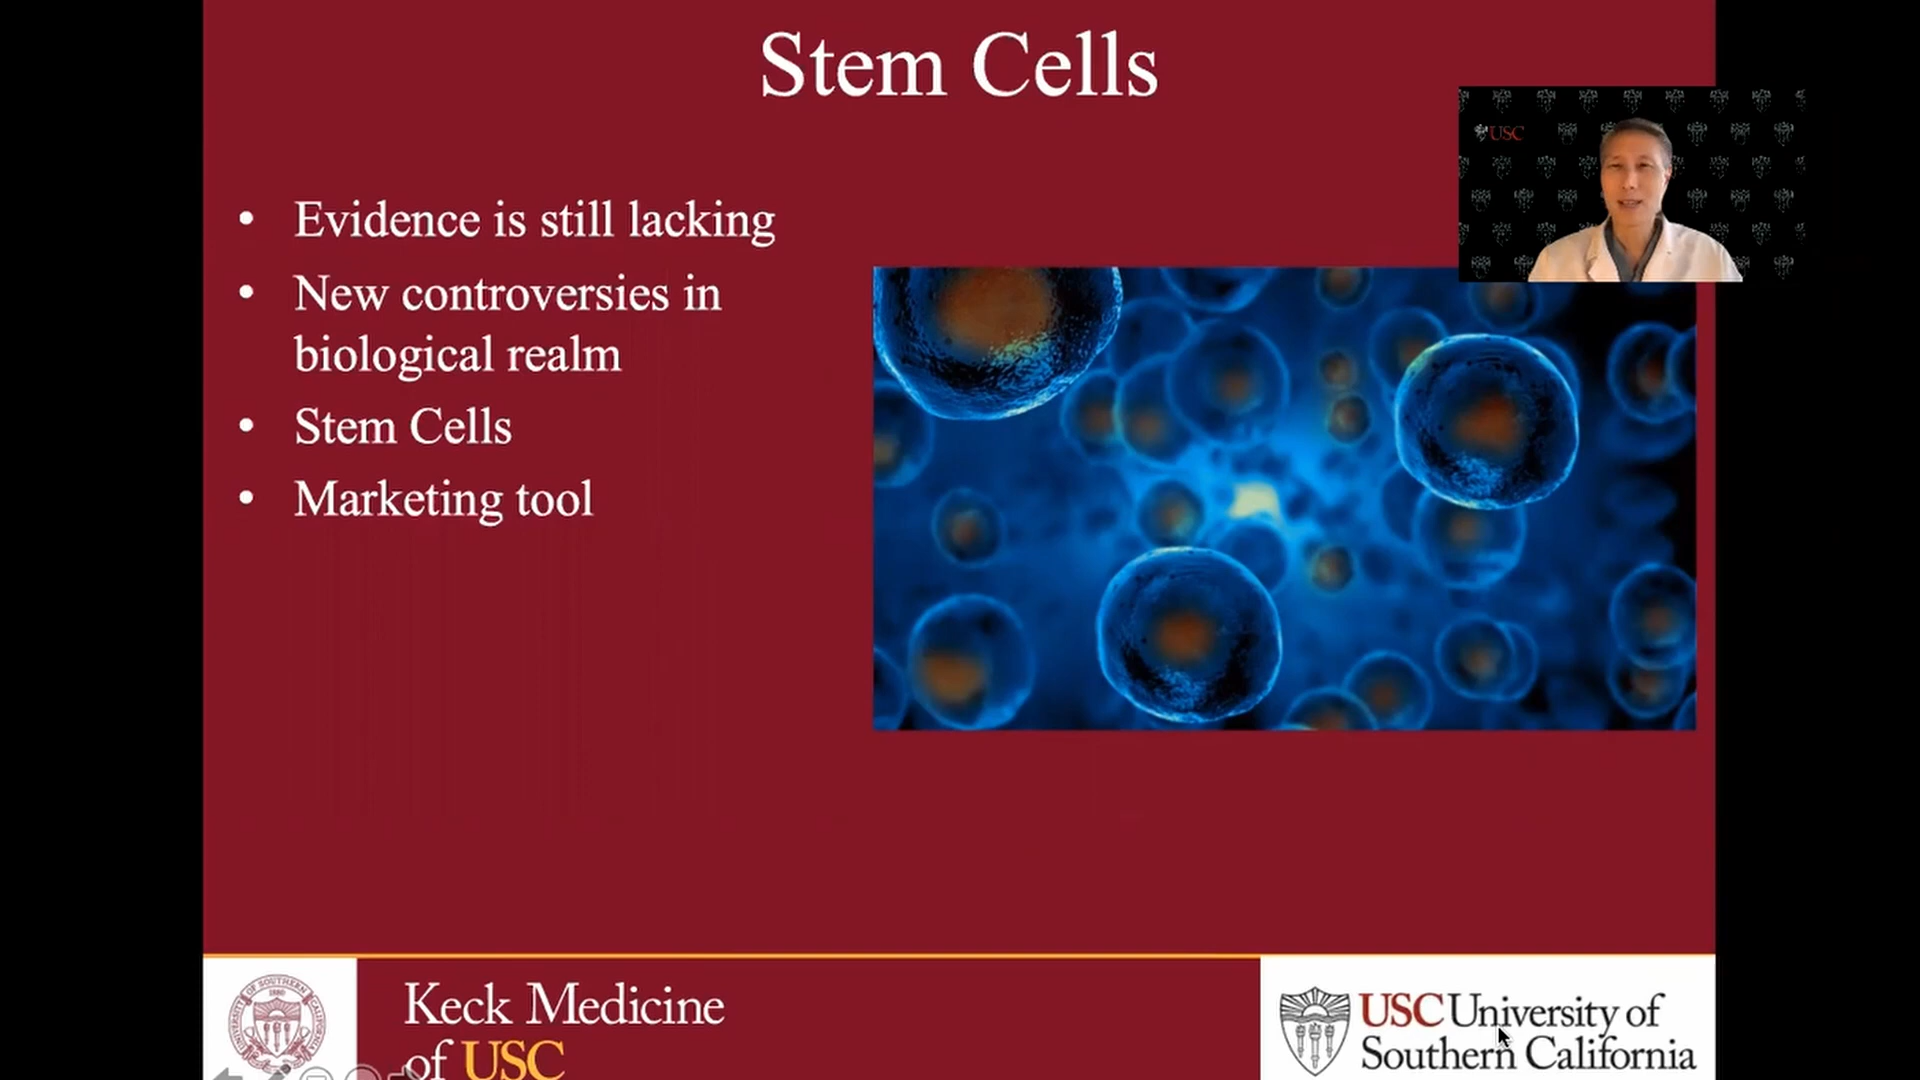 Stem Cells
USC
• Evidence is still lacking
• New controversies in
biological realm
• Stem Cells
• Marketing tool
Keck Medicine
of USC
USC University of
Southern California